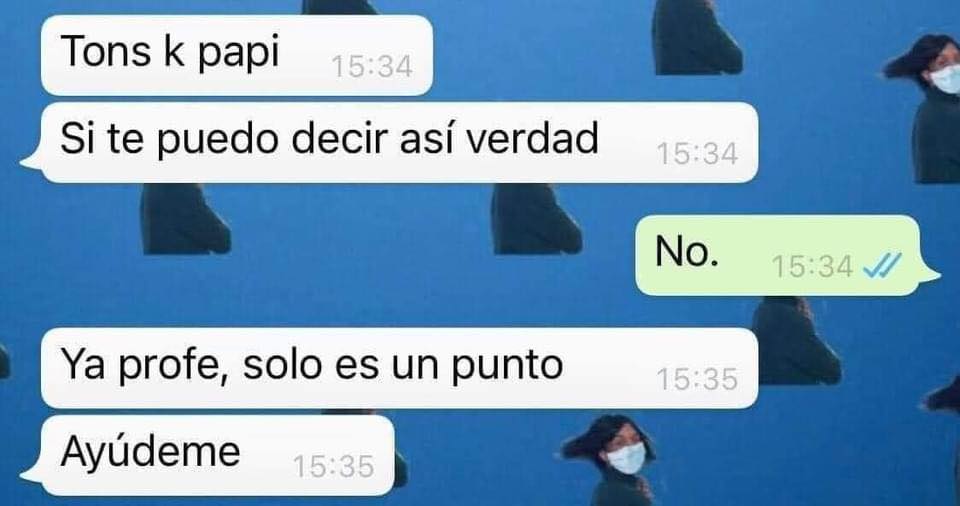 Tons k papi 15:34
Si te puedo decir así verdad 15:34
No. 15:34
Ya profe, solo es un punto 15:35
Ayúdeme 15:35